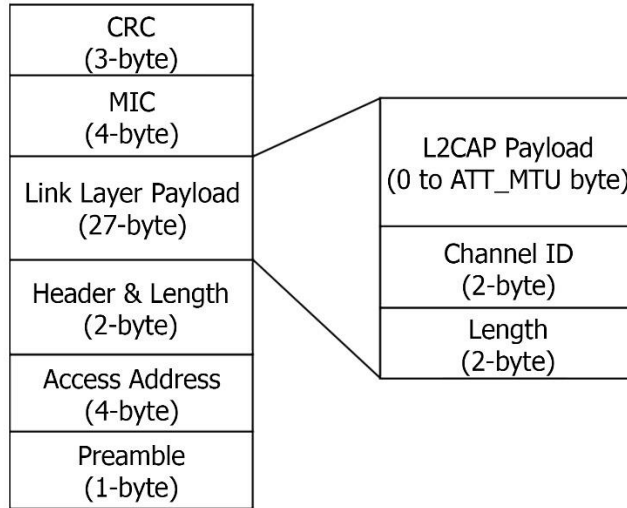 CRC
(3-byte)
MIC
(4-byte)
Link Layer Payload
(27-byte)
Header & Length
(2-byte)
Access Address
(4-byte)
Preamble
(1-byte)
L2CAP Payload
(0 to ATT_MTU byte)
Channel ID
(2-byte)
Length
(2-byte)